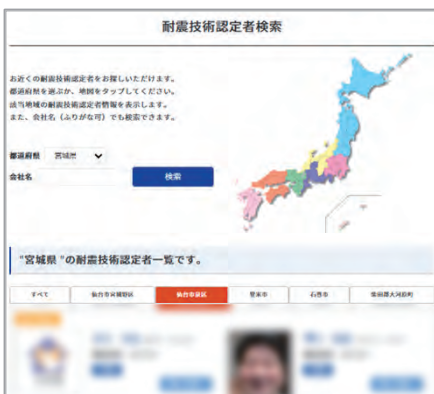 耐震技術認定者検索
お近くの耐震技術認定者をお探しいただけます。
都道府県を選ぶか、地図をタップしてください。
該当地域の耐震技術認定者情報を表示します。
また、会社名（ふりがな可）でも検索できます。
都道府県 宮城県
会社名 検索
"宮城県 "の耐震技術認定者一覧です。
すべて 仙台市宮城野区 仙台市泉区 登米市 石巻市 柴田郡大河原町